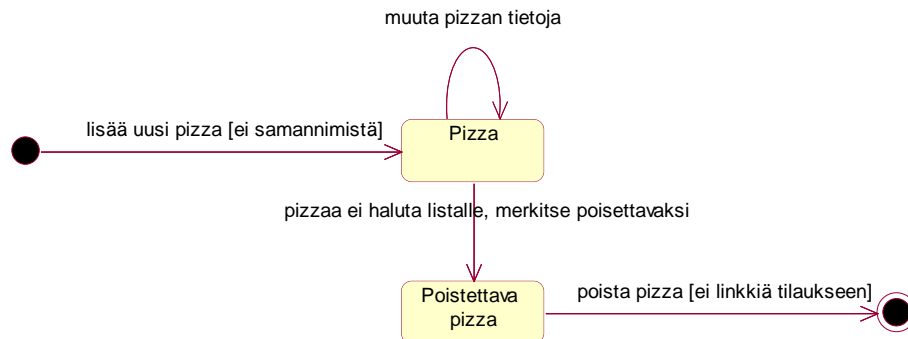 muuta pizzan tietoja
lisää uusi pizza [ei samannimistä]
Pizza
pizzaa ei haluta listalle, merkitse poisettavaksi
Poistettava
pizza
poista pizza [ei linkkiä tilaukseen]